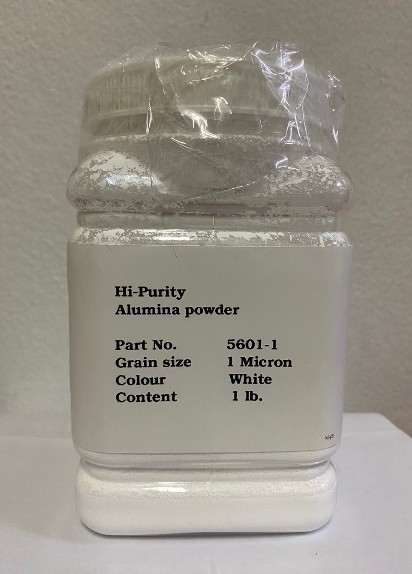 Hi-Purity
Alumina powder
Part No. 5601-1
Grain size 1 Micron
Colour White
Content 1 lb.